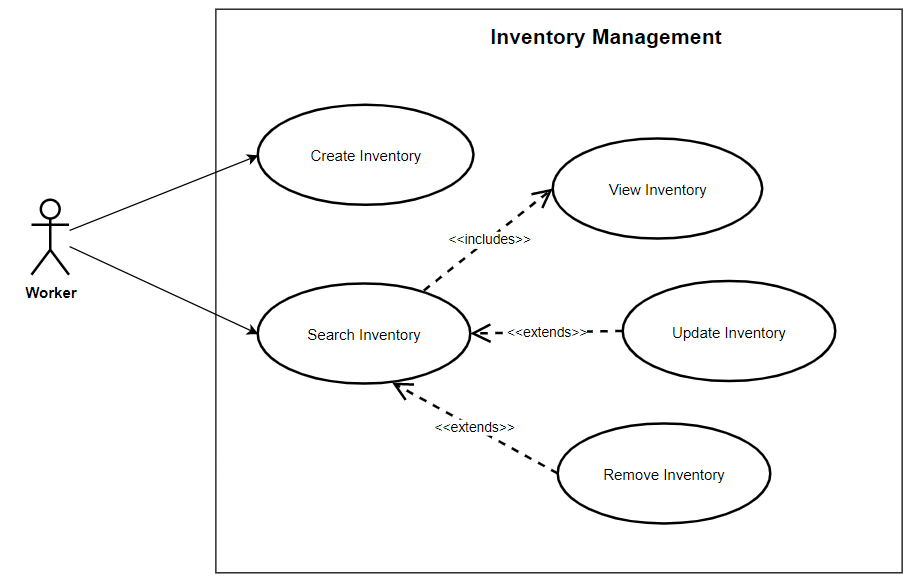 Inventory Management
Create Inventory
View Inventory
<<includes>>
Worker
Search Inventory
<<extends>>
Update Inventory
<<extends>>
Remove Inventory